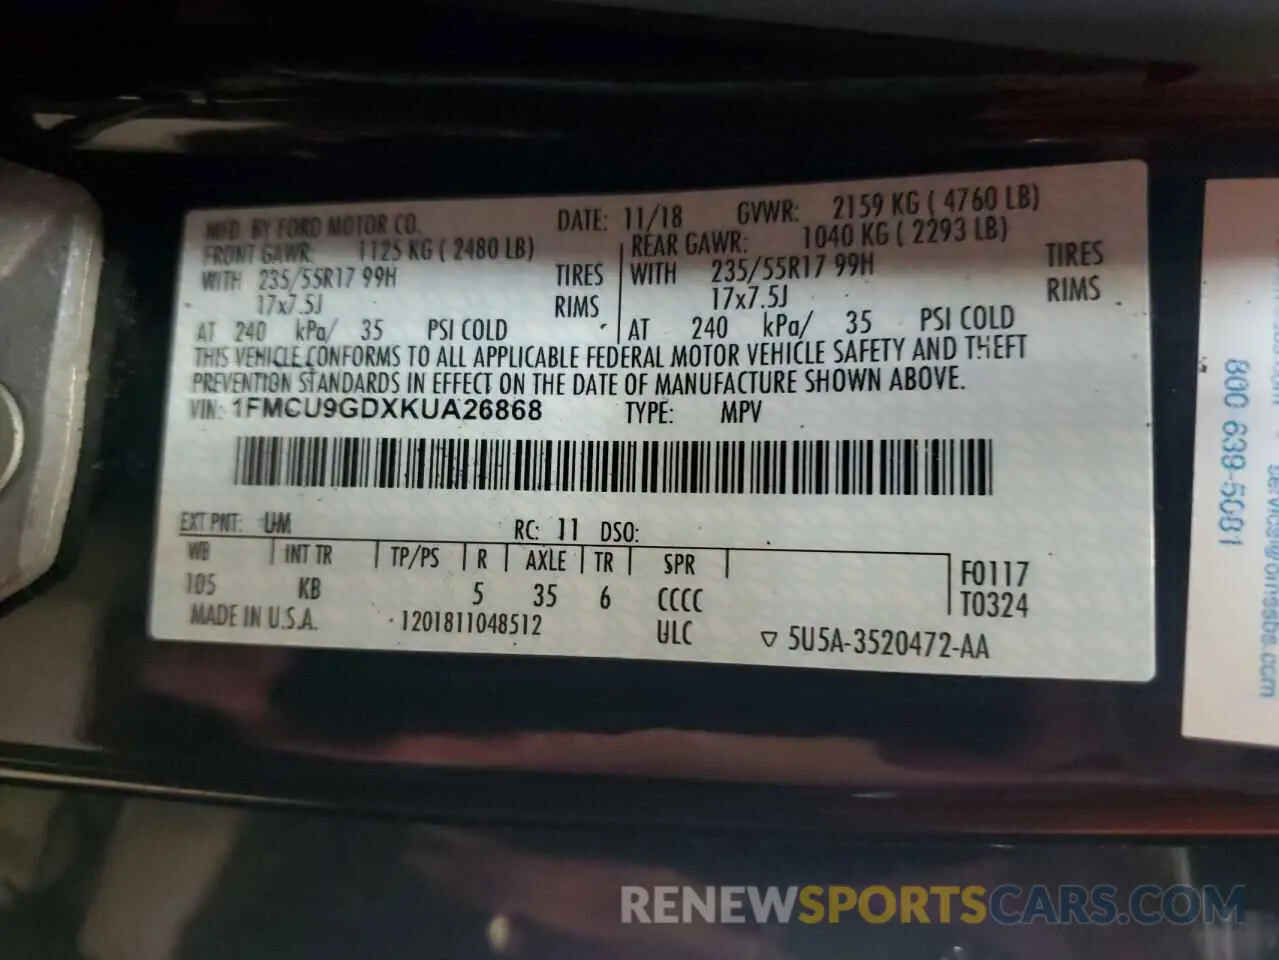 MFD. BY FORD MOTOR CO. DATE: 11/18 GVWR: 2159 KG ( 4760 LB)
FRONT GAWR: 1125 KG ( 2480 LB) REAR GAWR: 1040 KG ( 2293 LB)
WITH 235/55R17 99H TIRES WITH 235/55R17 99H TIRES
17x7.5J RIMS 17x7.5J RIMS
AT 240 kPa/ 35 PSI COLD AT 240 kPa/ 35 PSI COLD
THIS VEHICLE CONFORMS TO ALL APPLICABLE FEDERAL MOTOR VEHICLE SAFETY AND THEFT
PREVENTION STANDARDS IN EFFECT ON THE DATE OF MANUFACTURE SHOWN ABOVE.
VIN: 1FMCU9GDXKUA26868 TYPE: MPV
EXT PNT: UM RC: 11 DSO:
WB INT TR TP/PS R AXLE TR SPR F0117
105 KB 5 35 6 CCCC T0324
MADE IN U.S.A. 1201811048512 ULC ▽ 5U5A-3520472-AA
800 639-5081
RENEWSPORTSCARS.COM